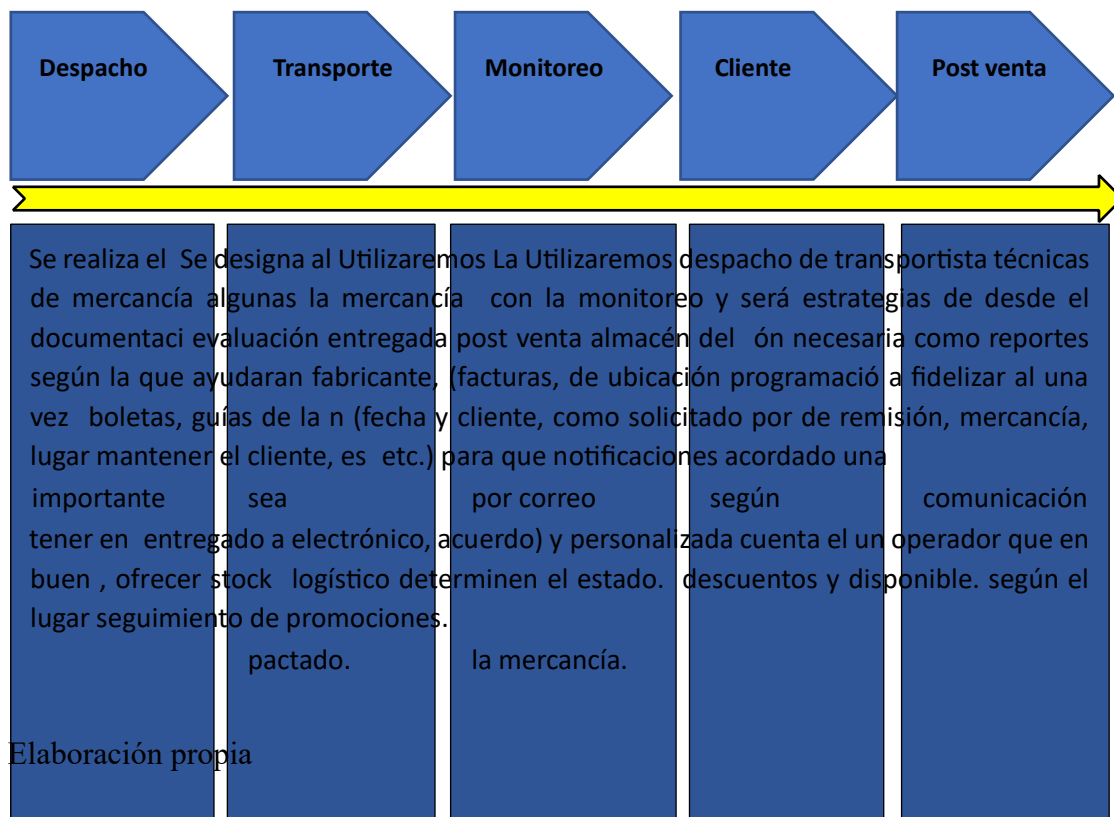 Despacho Transporte Monitoreo Cliente Post venta
Se realiza el Se designa al Utilizaremos La Utilizaremos despacho de transportista técnicas
de mercancía algunas la mercancía con la monitoreo y será estrategias de desde el
documentaci evaluación entregada post venta almacén del ón necesaria como reportes
según la que ayudaran fabricante, (facturas, de ubicación programació a fidelizar al una
vez boletas, guías de la n (fecha y cliente, como solicitado por de remisión, mercancía,
lugar mantener el cliente, es etc.) para que notificaciones acordado una
importante sea por correo según comunicación
tener en entregado a electrónico, acuerdo) y personalizada cuenta el un operador que en
buen , ofrecer stock logístico determinen el estado. descuentos y disponible. según el
lugar seguimiento de promociones.
pactado. la mercancía.
Elaboración propia